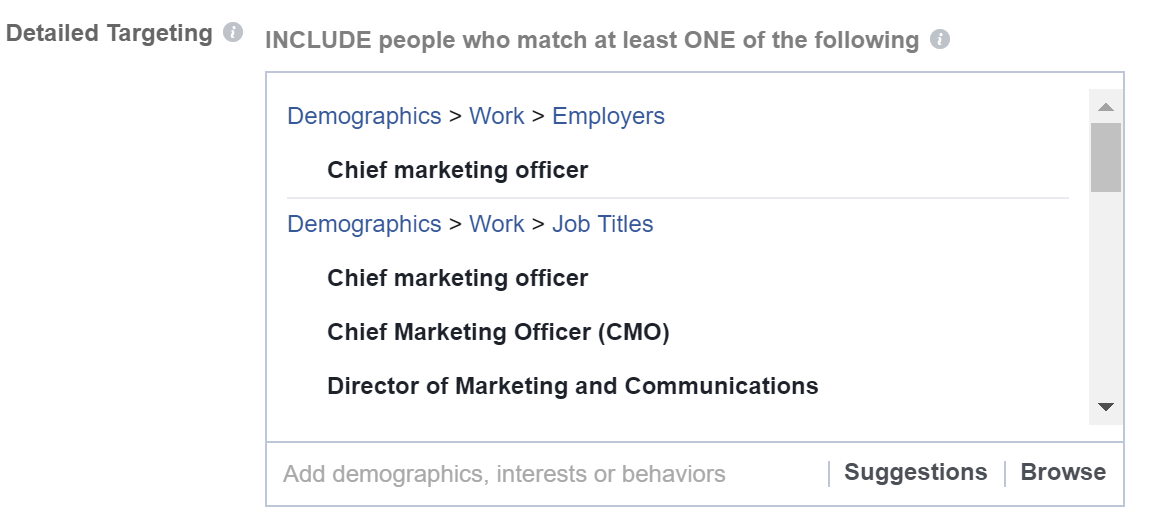 Detailed Targeting
INCLUDE people who match at least ONE of the following
Demographics > Work > Employers
Chief marketing officer
Demographics > Work > Job Titles
Chief marketing officer
Chief Marketing Officer (CMO)
Director of Marketing and Communications
Add demographics, interests or behaviors | Suggestions | Browse